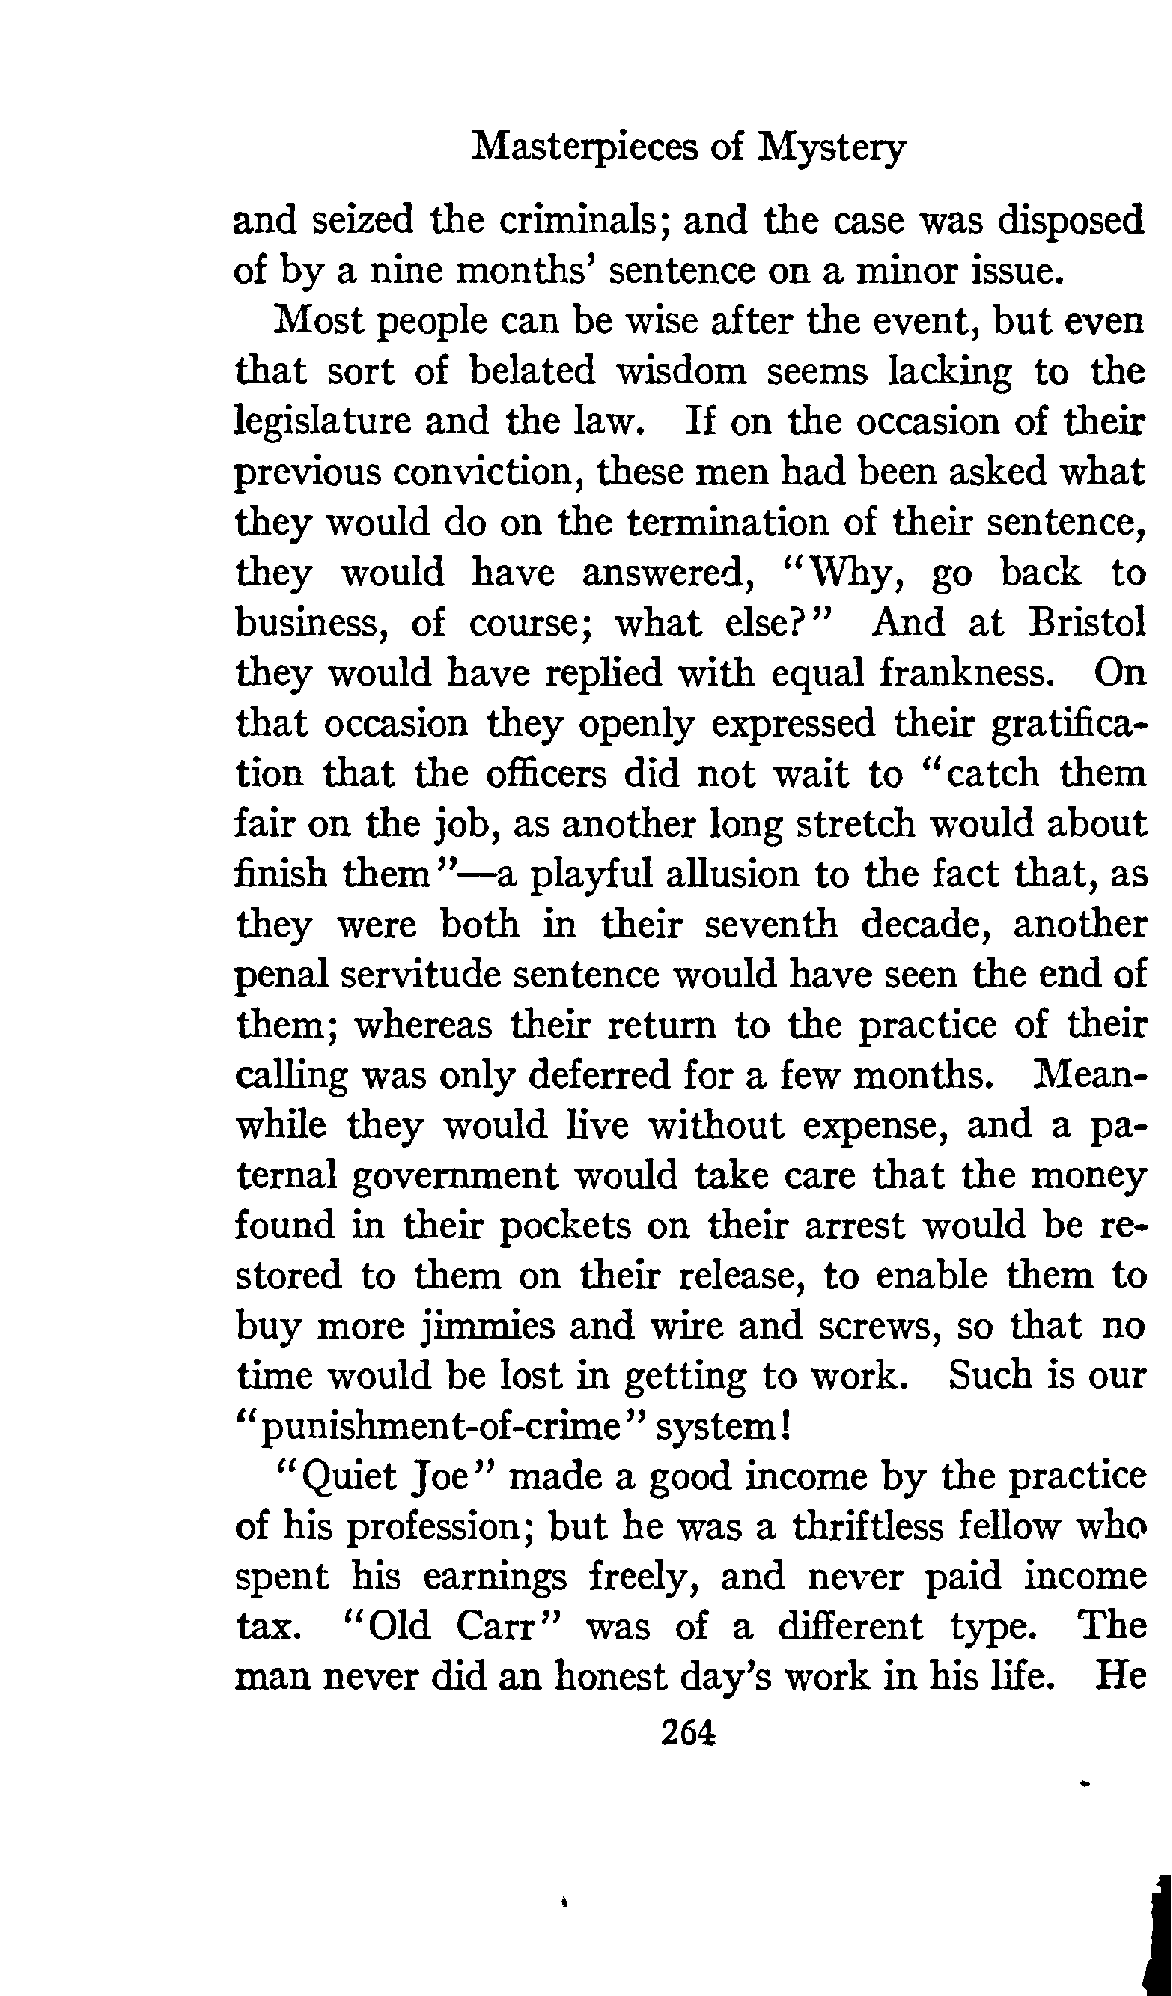 Masterpieces of Mystery
and seized the criminals; and the case was disposed
of by a nine months' sentence on a minor issue.
Most people can be wise after the event, but even
that sort of belated wisdom seems lacking to the
legislature and the law. If on the occasion of their
previous conviction, these men had been asked what
they would do on the termination of their sentence,
they would have answered, "Why, go back to
business, of course; what else?" And at Bristol
they would have replied with equal frankness. On
that occasion they openly expressed their gratifica-
tion that the officers did not wait to "catch them
fair on the job, as another long stretch would about
finish them"—a playful allusion to the fact that, as
they were both in their seventh decade, another
penal servitude sentence would have seen the end of
them; whereas their return to the practice of their
calling was only deferred for a few months. Mean-
while they would live without expense, and a pa-
ternal government would take care that the money
found in their pockets on their arrest would be re-
stored to them on their release, to enable them to
buy more jimmies and wire and screws, so that no
time would be lost in getting to work. Such is our
"punishment-of-crime" system!
"Quiet Joe" made a good income by the practice
of his profession; but he was a thriftless fellow who
spent his earnings freely, and never paid income
tax. "Old Carr" was of a different type. The
man never did an honest day's work in his life. He
264